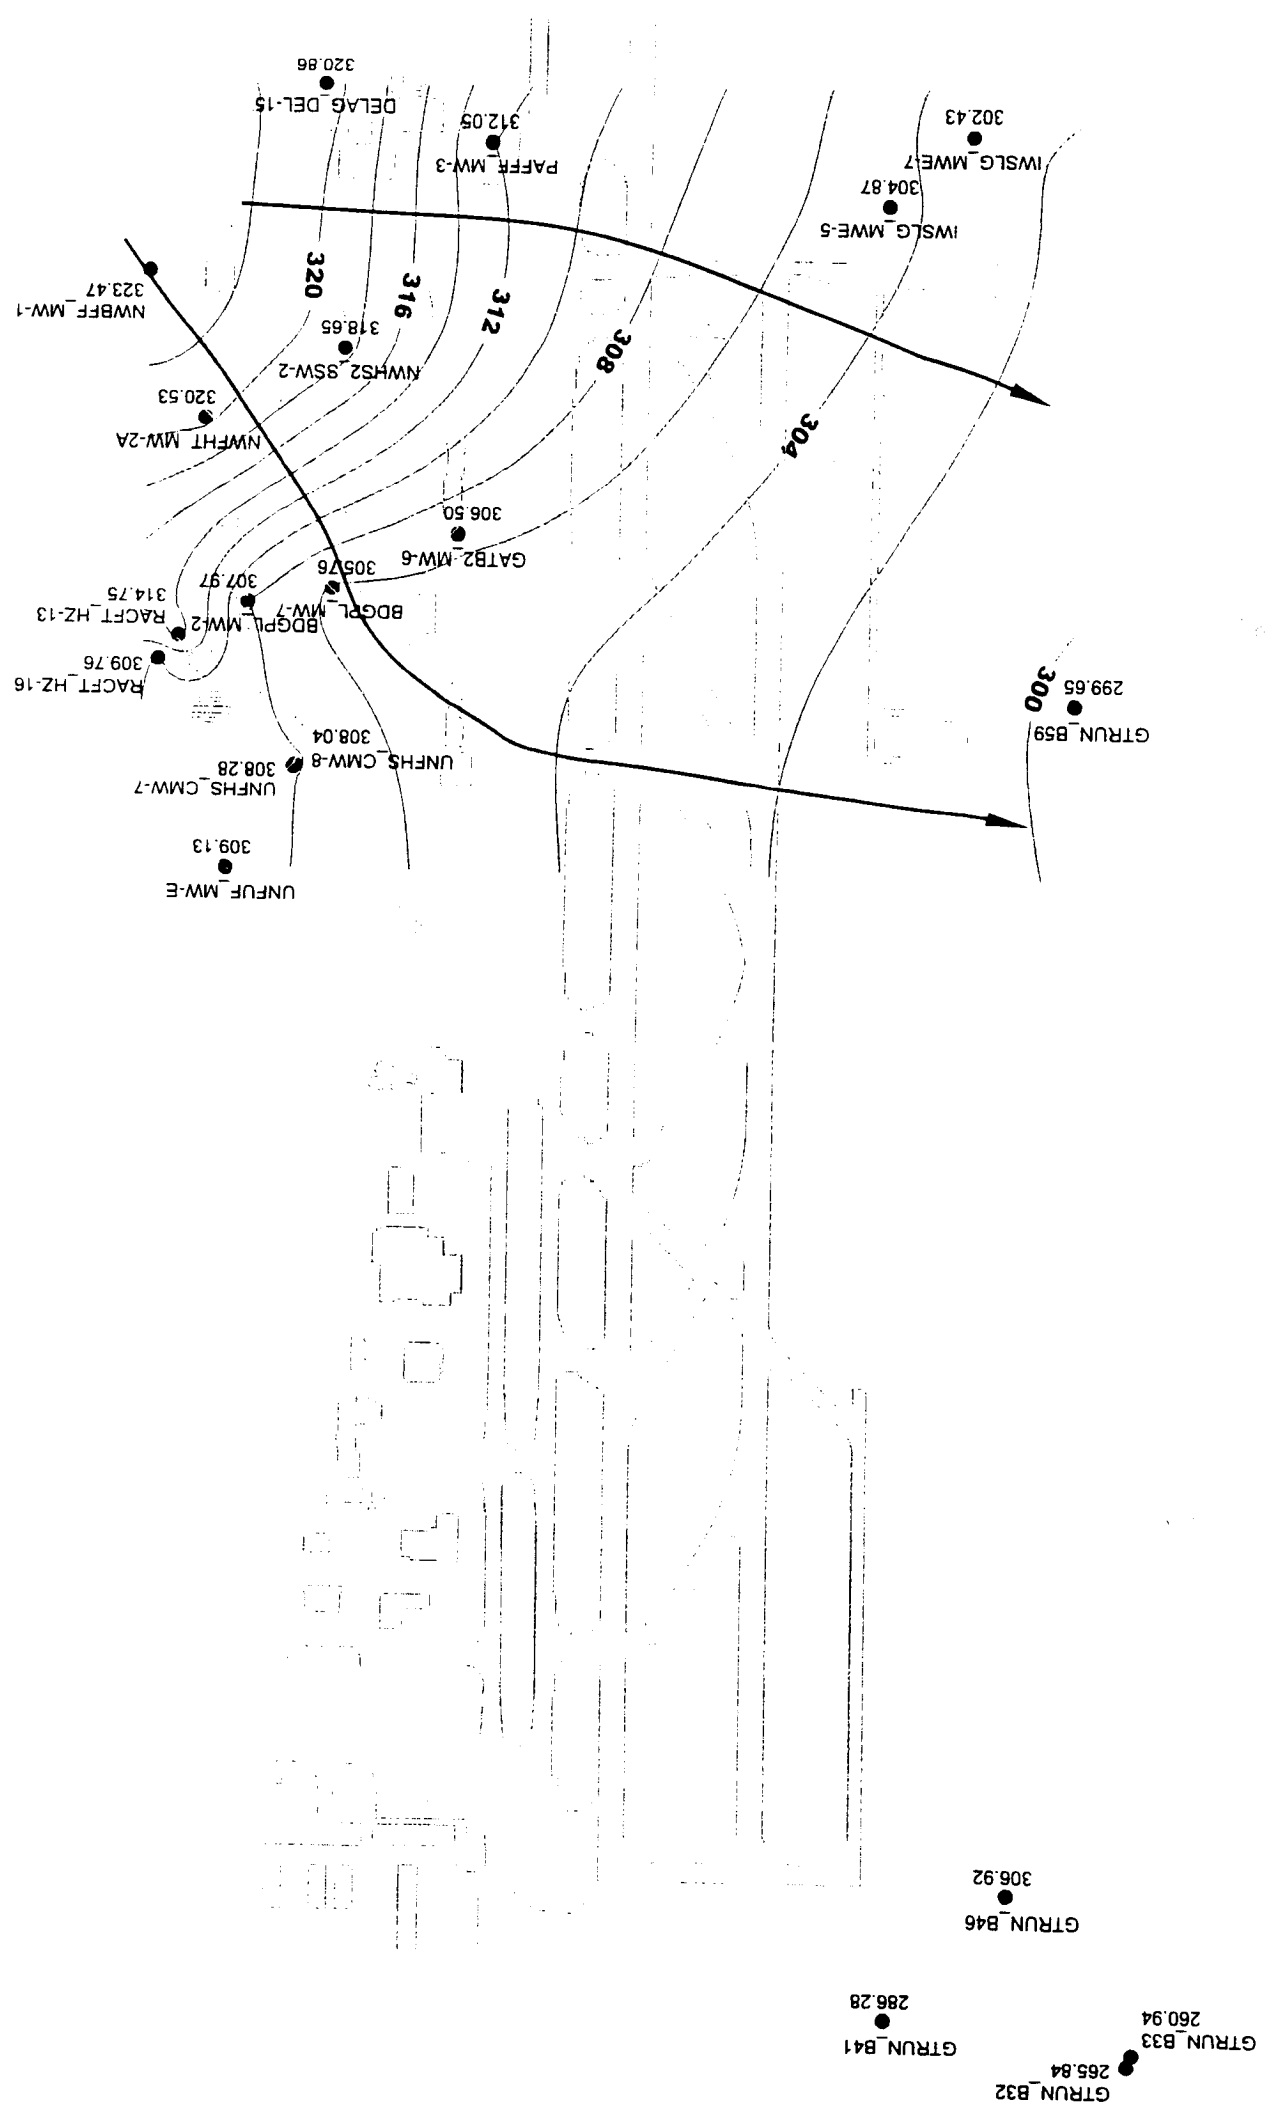 GTRUN_B32
265.84
GTRUN_B33
260.94
GTRUN_B41
286.28
GTRUN_B46
306.92
UNFUF_MW-E
309.13
UNFHS_CMW-7
308.28
UNFHS_CMW-8
308.04
GTRUN_B59
299.65
300
RACFT_HZ-16
309.76
RACFT_HZ-13
314.75
BDGPL_MW-2
307.97
BDGPL_MW-7
305.76
GATB2_MW-6
306.50
NWFHT_MW-2A
320.53
304
NWHS2_SSW-2
318.65
308
NWBFF_MW-1
323.47
312
316
320
IWSLG_MWE-5
304.87
IWSLG_MWE-7
302.43
PAFFF_MW-3
312.05
DELAG_DEL-15
320.86